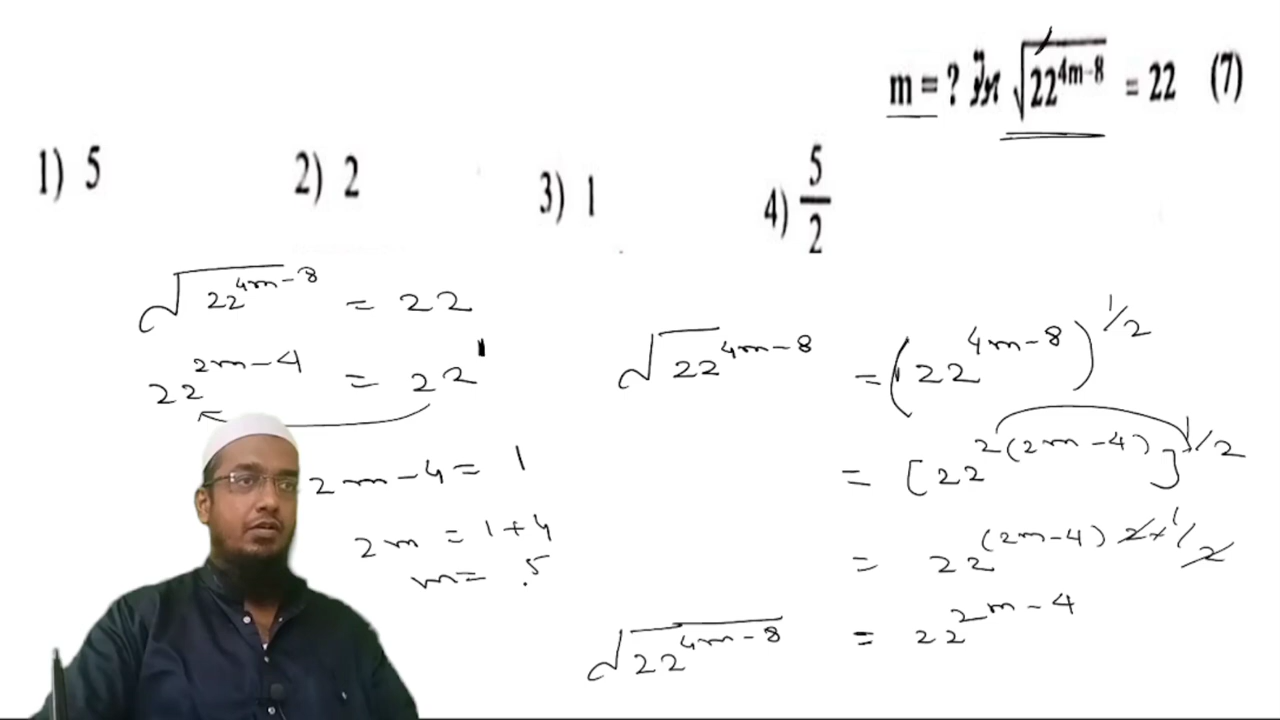 m = ? تو √22^(4m-8) = 22 (7)
1) 5 2) 2 3) 1 4) 5/2
√22^(4m-8) = 22
22^(2m-4) = 22^1
2m-4 = 1
2m = 1+4
m = 5
√22^(4m-8) = (22^(4m-8))^1/2
= [22^(2(2m-4))]^1/2
= 22^((2m-4) 2×1/2)
√22^(4m-8) = 22^(2m-4)